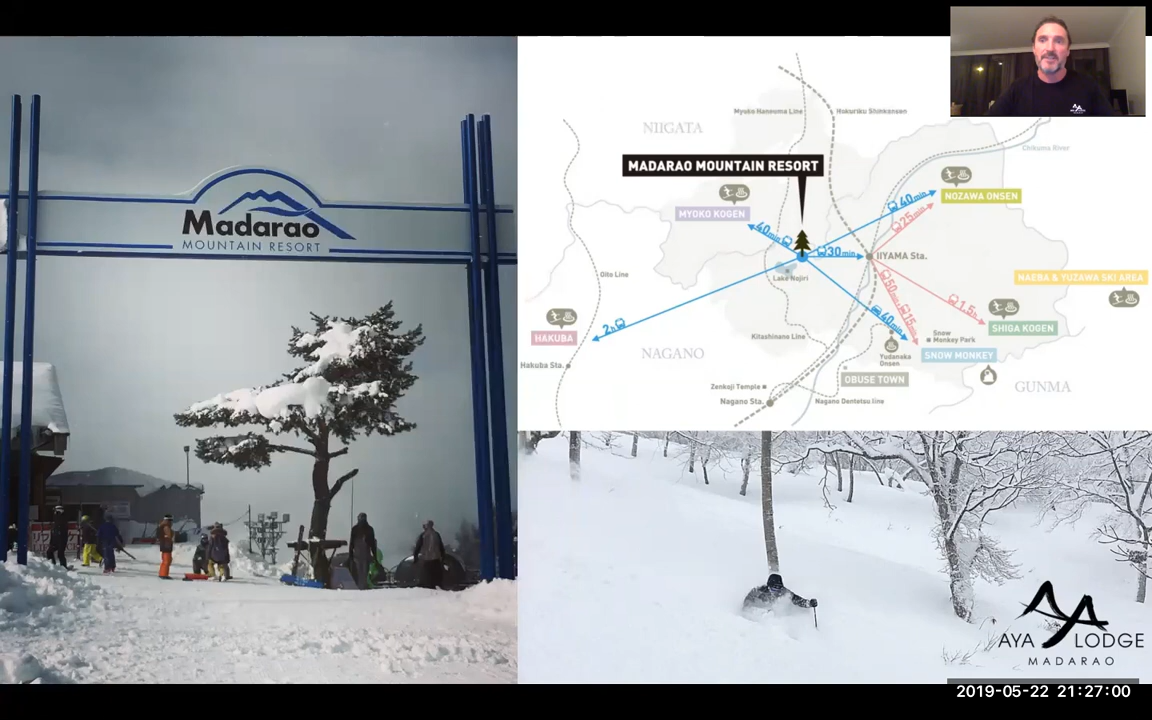 Madarao
MOUNTAIN RESORT
Myoko Haneuma Line
Hokuriku Shinkansen
NIIGATA
Chikuma River
MADARAO MOUNTAIN RESORT
NOZAWA ONSEN
MYOKO KOGEN
40min
25min
40min
30min
IIYAMA Sta.
Lake Nojiri
Oito Line
NAEBA & YUZAWA SKI AREA
50min
15min
1.5h
40min
2h
SHIGA KOGEN
HAKUBA
Kitashinano Line
Snow
Monkey Park
NAGANO
SNOW MONKEY
Yudanaka
Onsen
Hakuba Sta.
OBUSE TOWN
GUNMA
Zenkoji Temple
Nagano Sta.
Nagano Dentetsu line
AYA LODGE
MADARAO
2019-05-22 21:27:00